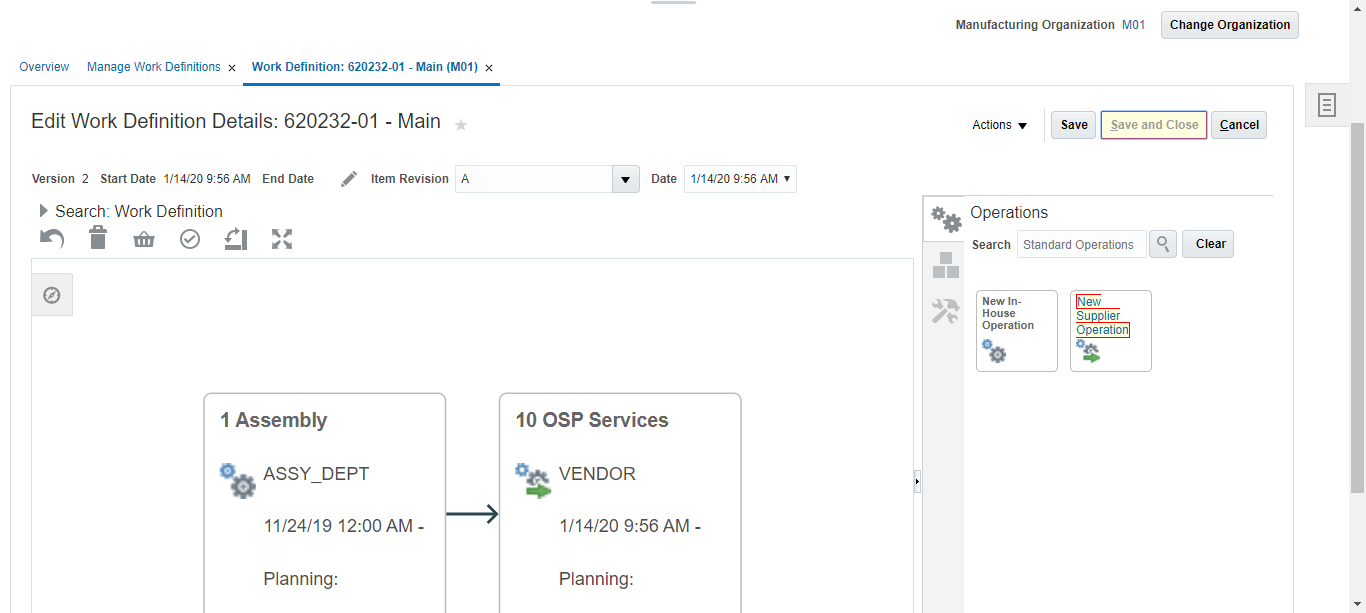 Manufacturing Organization M01 Change Organization
Overview Manage Work Definitions Work Definition: 620232-01 - Main (M01)
Edit Work Definition Details: 620232-01 - Main
Actions Save Save and Close Cancel
Version 2 Start Date 1/14/20 9:56 AM End Date Item Revision A Date 1/14/20 9:56 AM
Search: Work Definition
Operations
Search Standard Operations Clear
New In-
House
Operation
New
Supplier
Operation
1 Assembly
ASSY_DEPT
11/24/19 12:00 AM -
Planning:
10 OSP Services
VENDOR
1/14/20 9:56 AM -
Planning: